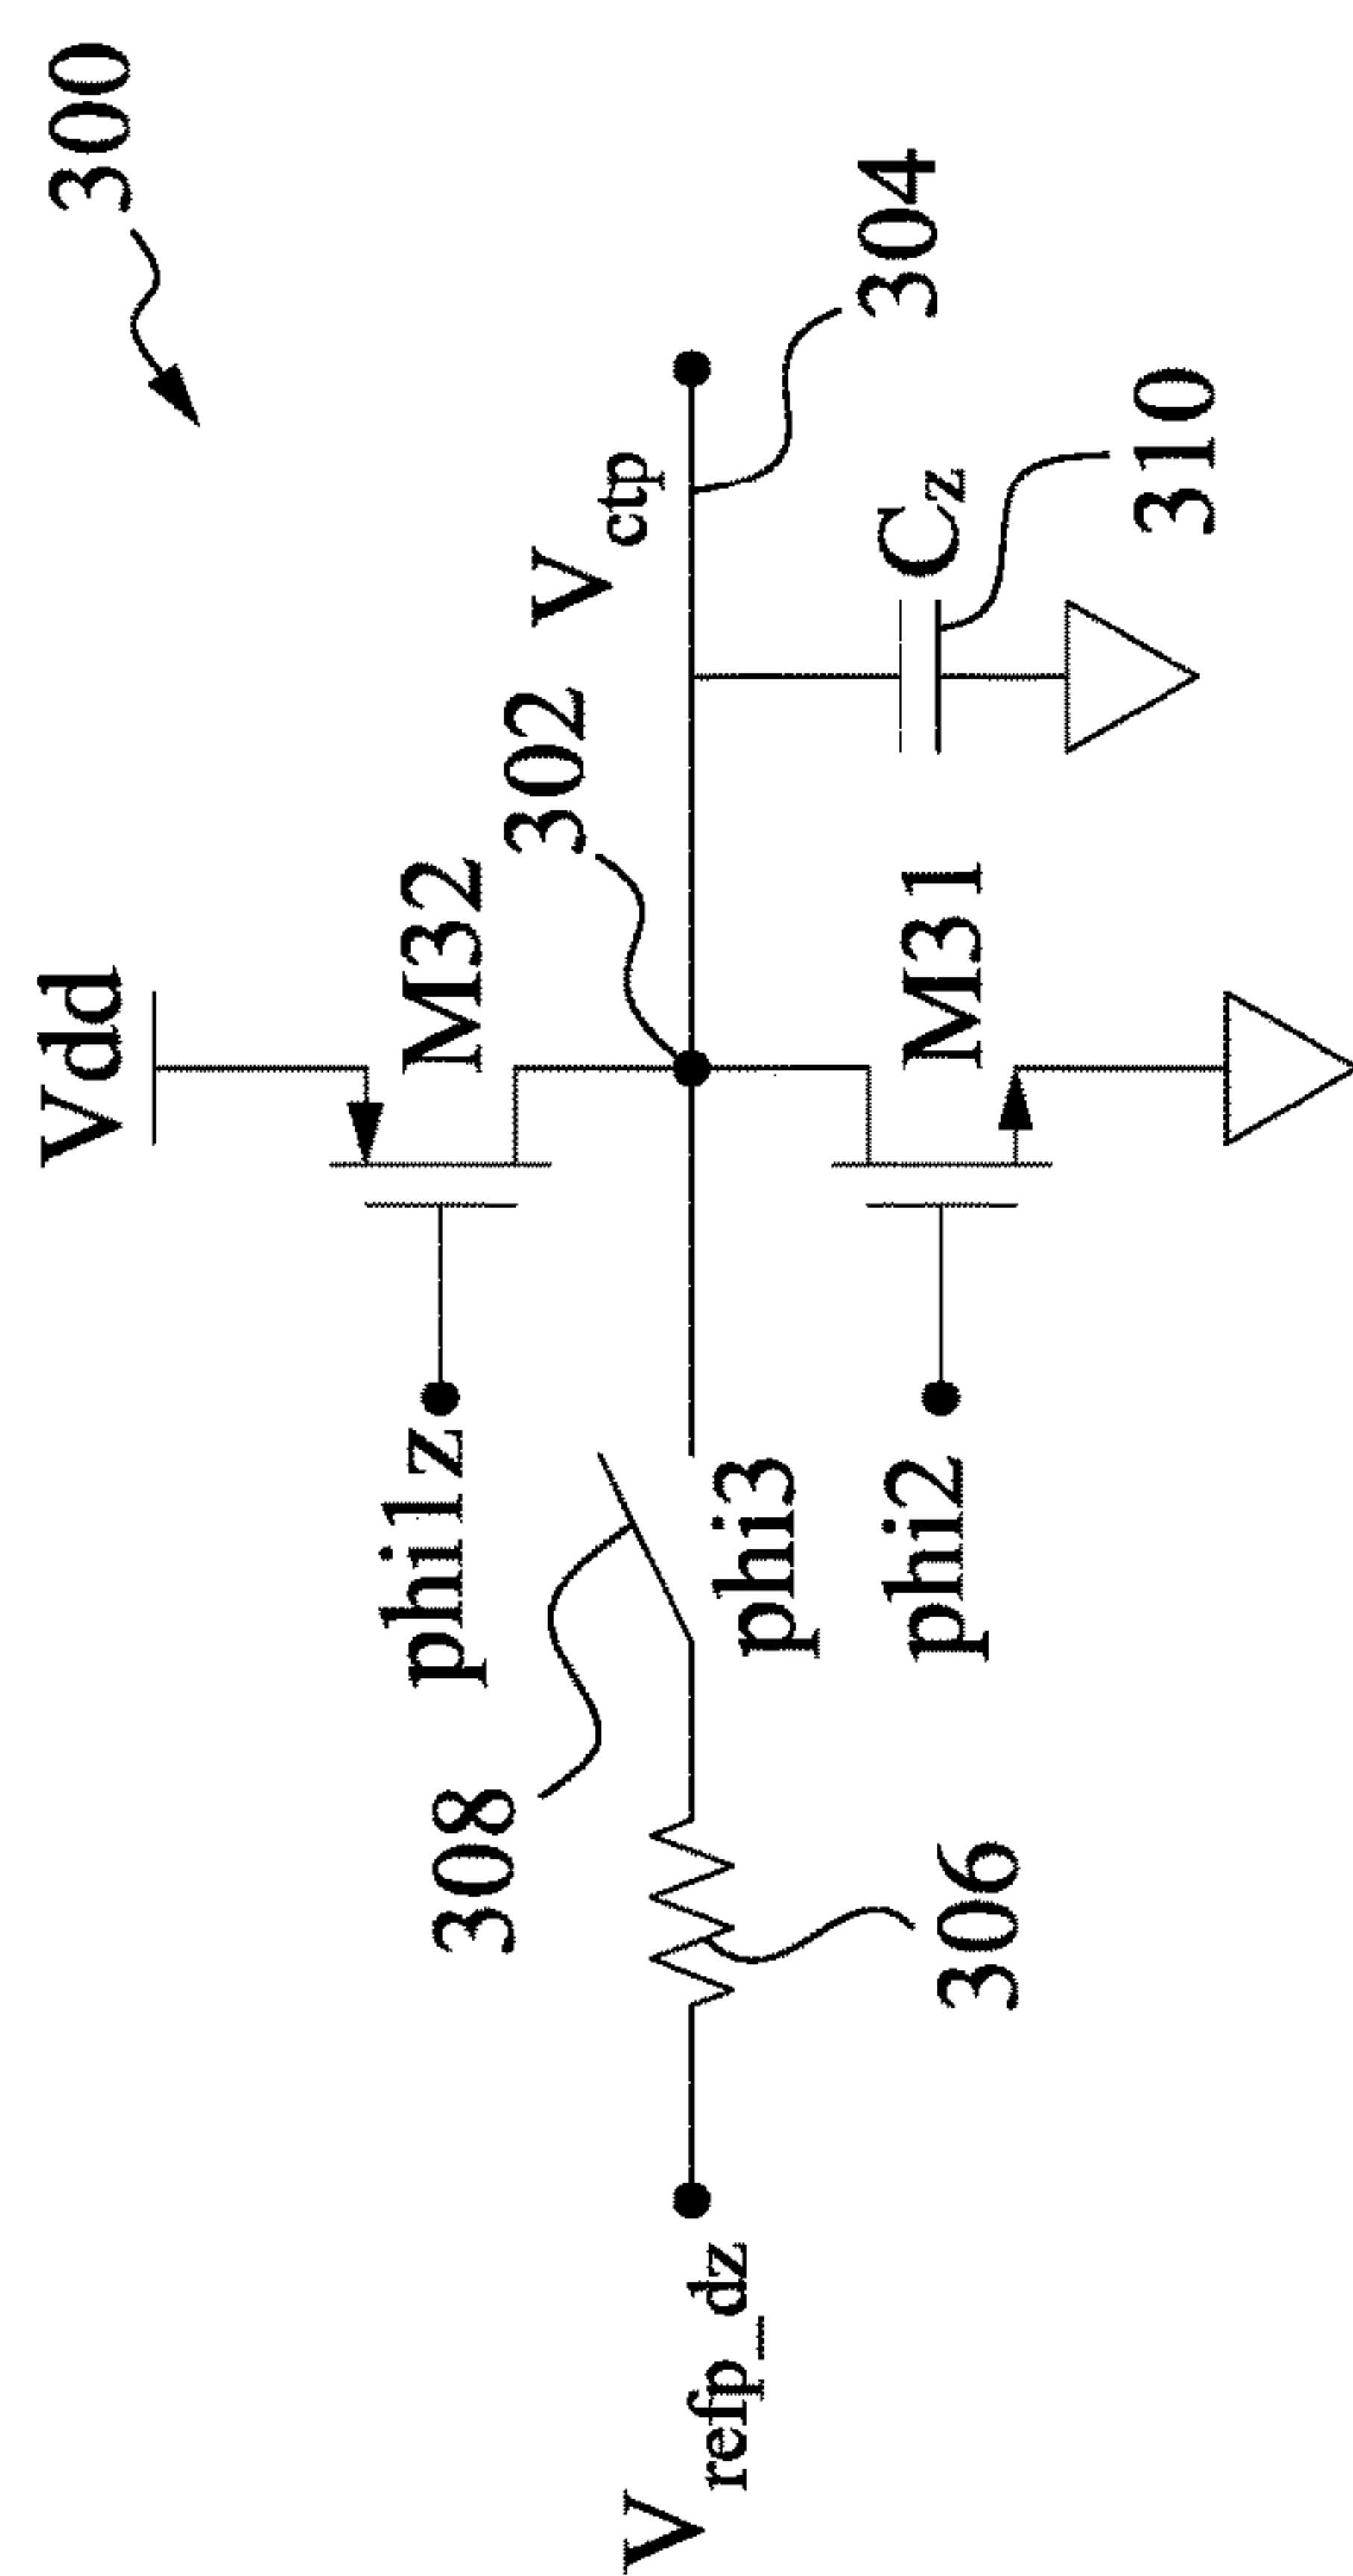 300
Vdd
M32
302
V_ctp
304
phi1z
308
phi3
V_refp_dz
306
phi2
M31
C_z
310